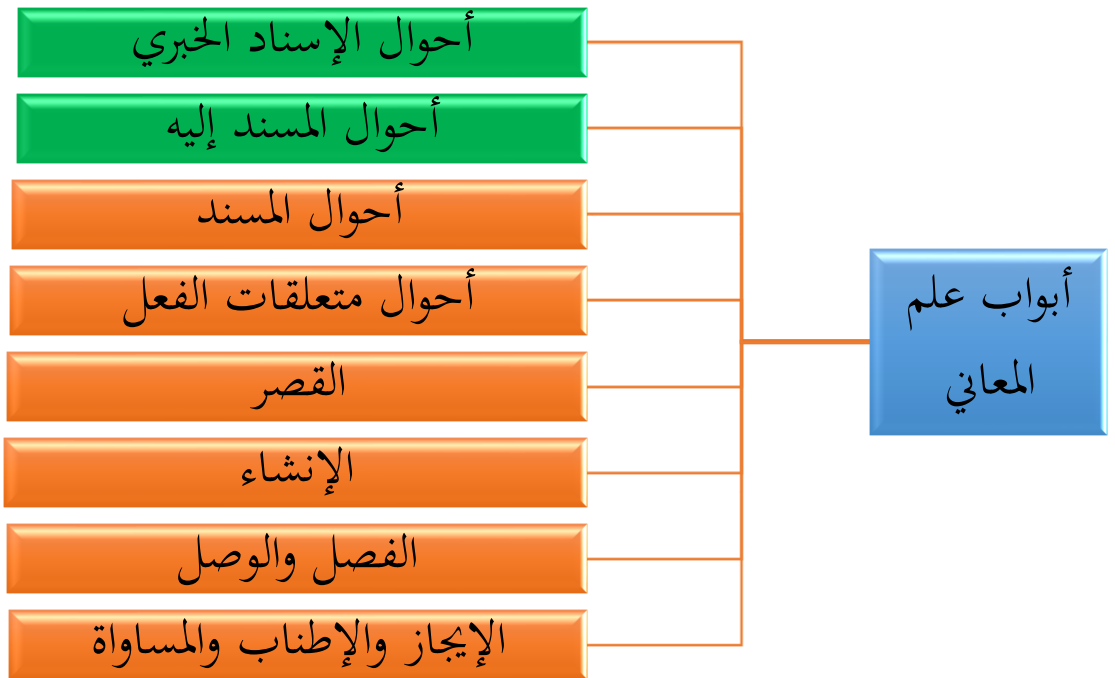 أبواب علم
المعاني
أحوال الإسناد الخبري
أحوال المسند إليه
أحوال المسند
أحوال متعلقات الفعل
القصر
الإنشاء
الفصل والوصل
الإيجاز والإطناب والمساواة